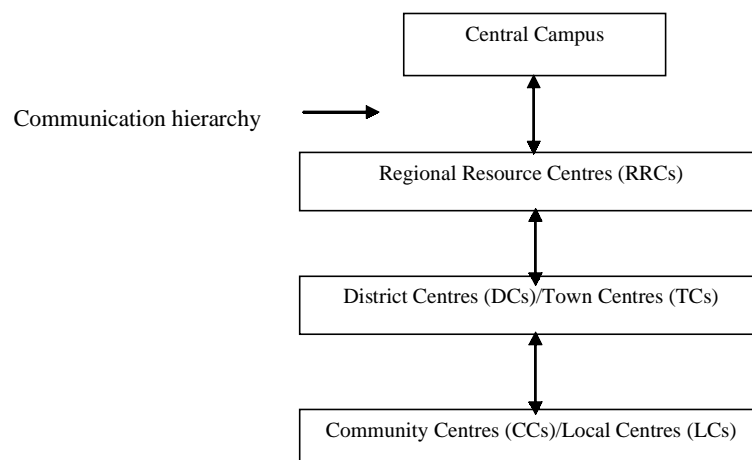 Central Campus
Communication hierarchy
Regional Resource Centres (RRCs)
District Centres (DCs)/Town Centres (TCs)
Community Centres (CCs)/Local Centres (LCs)